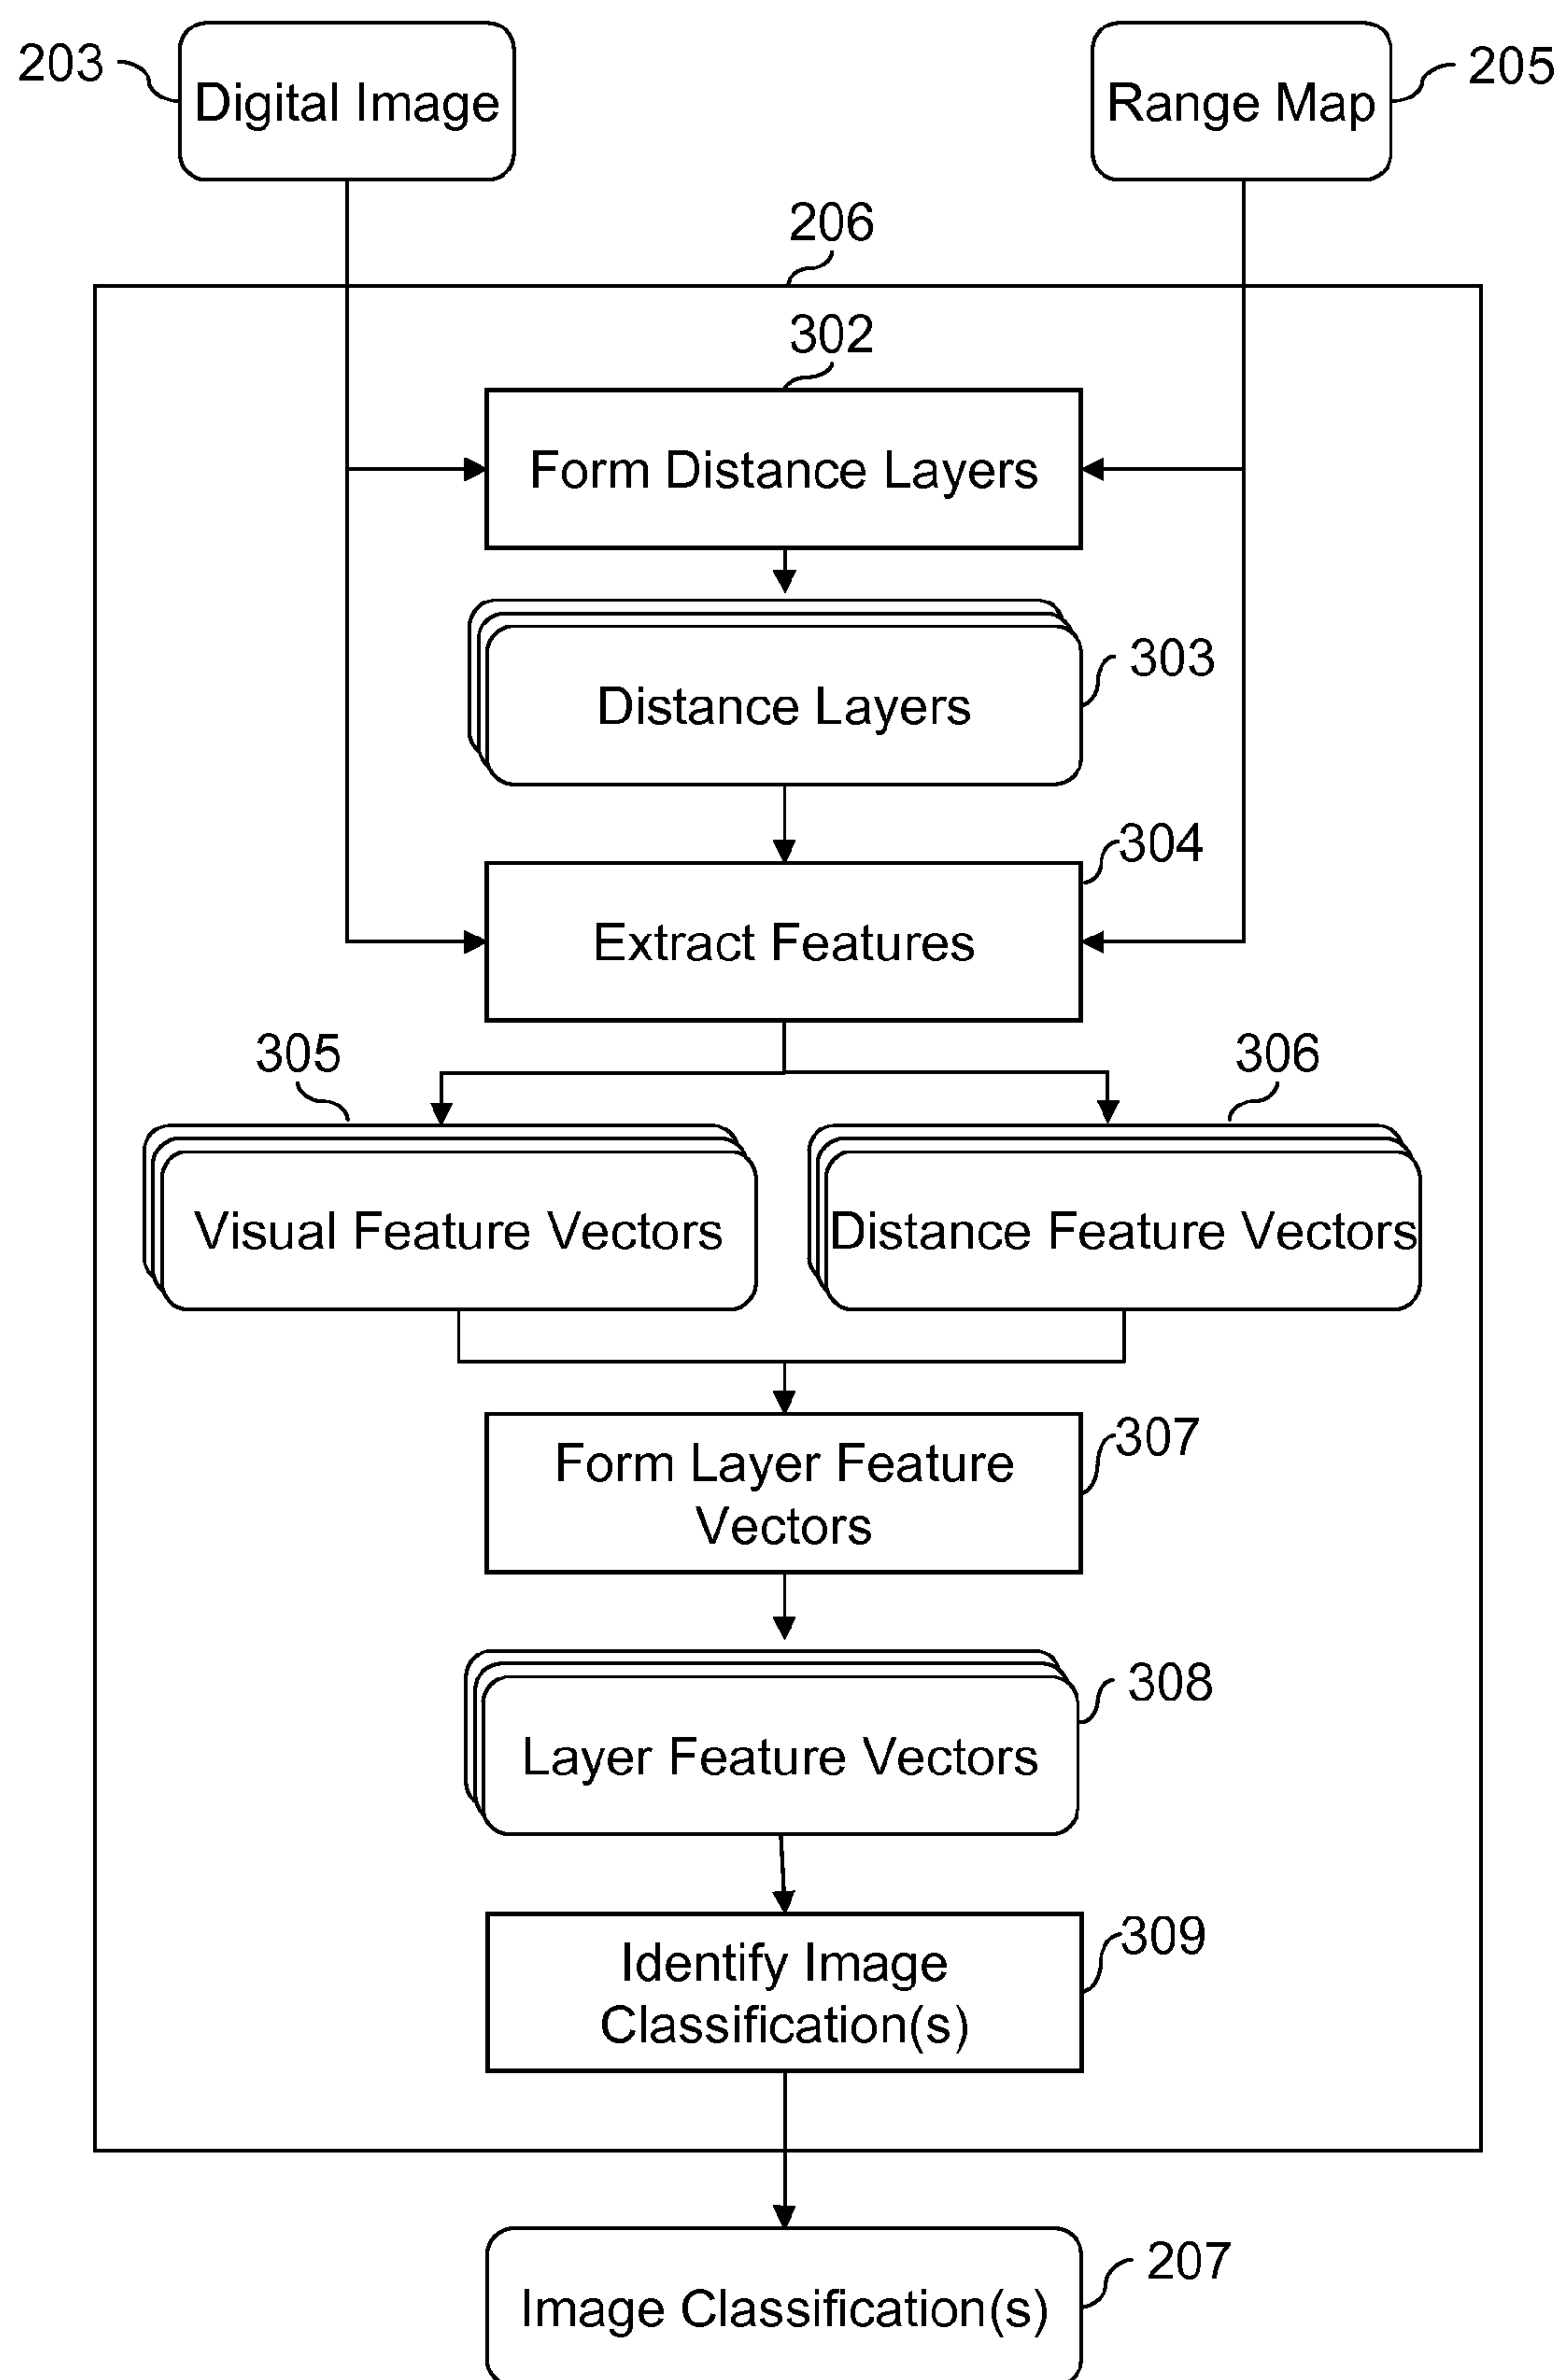 203
Digital Image
Range Map
205
206
302
Form Distance Layers
303
Distance Layers
304
Extract Features
305
306
Visual Feature Vectors
Distance Feature Vectors
307
Form Layer Feature
Vectors
308
Layer Feature Vectors
309
Identify Image
Classification(s)
207
Image Classification(s)